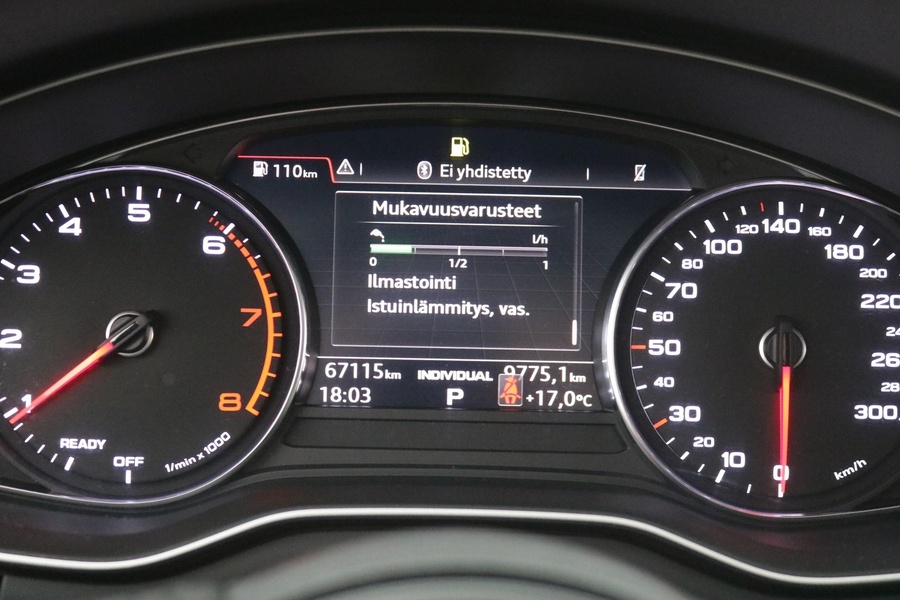 110km
Ei yhdistetty
Mukavuusvarusteet
l/h
0 1/2 1
Ilmastointi
Istuinlämmitys, vas.
67115km INDIVIDUAL 9775,1km
18:03 P +17,0°C
1 2 3 4 5 6 7 8
READY
OFF
1/min x 1000
0 10 20 30 40 50 60 70 80 100 120 140 160 180 200 220 260 300
km/h